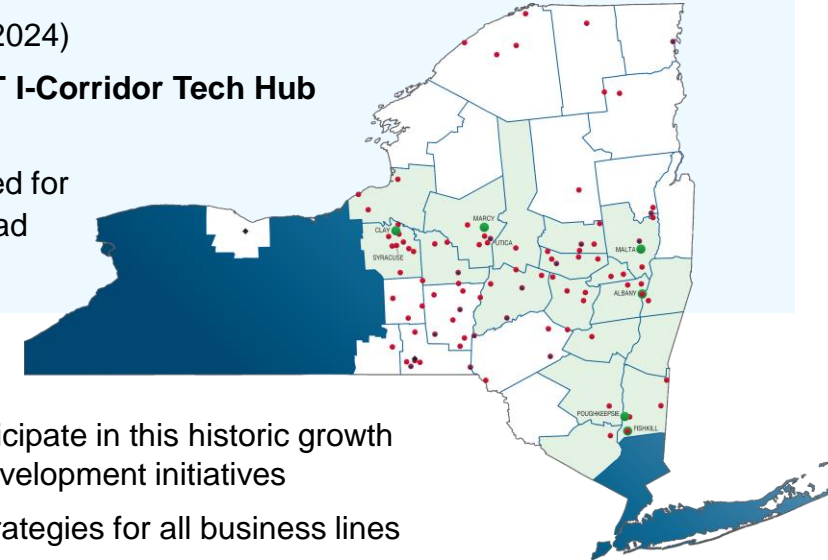 2024)
I-Corridor Tech Hub
ed for
ad
icipate in this historic growth
velopment initiatives
rategies for all business lines
MARCY
CLAY
UTICA
SYRACUSE
MALTA
ALBANY
POUGHKEEPSIE
FISHKILL